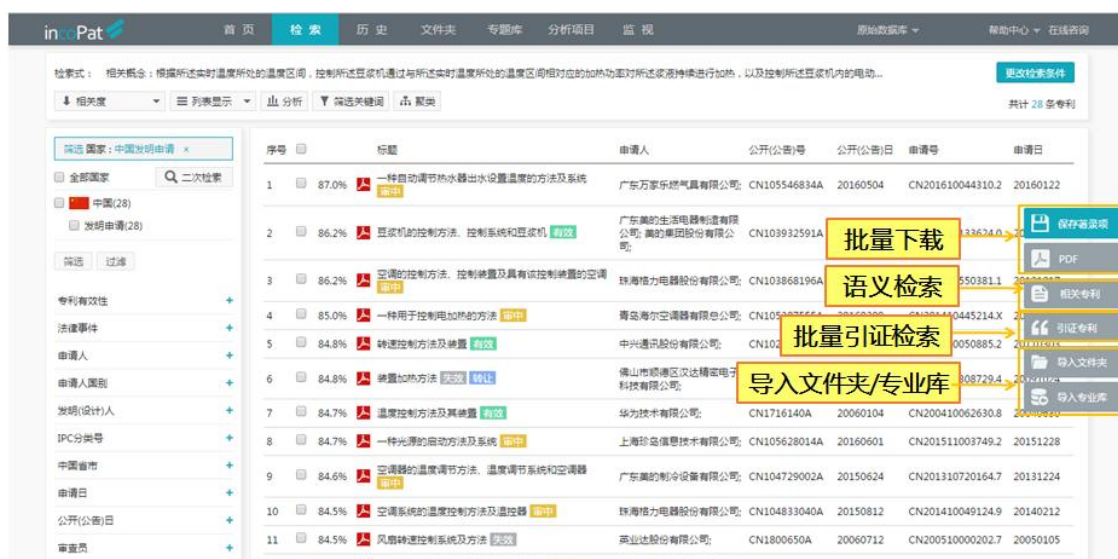 incoPat 首 页 检 索 历 史 文件夹 专题库 分析项目 监 视 原始数据库 帮助中心 在线咨询
检索式： 相关概念：根据所述实时温度所处的温度区间，控制所述豆浆机通过与所述实时温度所处的温度区间相对应的加热功率对所述浆液持续进行加热，以及控制所述豆浆机内的电动... 更改检索条件
相关度 列表显示 分析 筛选关键词 聚类 共计 28 条专利
筛选 国家：中国发明申请 ×
全部国家 二次检索
中国(28)
发明申请(28)
筛选 过滤
专利有效性 +
法律事件 +
申请人 +
申请人国别 +
发明(设计)人 +
IPC分类号 +
中国省市 +
申请日 +
公开(公告)日 +
审查员 +
序号 标题 申请人 公开(公告)号 公开(公告)日 申请号 申请日
1 87.0% 一种自动调节热水器出水设置温度的方法及系统 广东万家乐燃气具有限公司; CN105546834A 20160504 CN201610044310.2 20160122
审中
广东美的生活电器制造有限
2 86.2% 豆浆机的控制方法、控制系统和豆浆机 有效 公司; 美的集团股份有限公 CN103932591A
司;
3 86.2% 空调的控制方法、控制装置及具有该控制装置的空调 珠海格力电器股份有限公司; CN103868196A 550381.1
审中
4 85.0% 一种用于控制电加热的方法 审中 青岛海尔空调器有限总公司; 445214.X
5 84.8% 转速控制方法及装置 有效 中兴通讯股份有限公司; 0050885.2
6 84.8% 装置加热方法 失效 转让 佛山市顺德区汉达精密电子 308729.4
科技有限公司;
7 84.7% 温度控制方法及其装置 有效 华为技术有限公司; CN1716140A 20060104 CN200410062630.8 20040630
8 84.7% 一种光源的启动方法及系统 审中 上海珍岛信息技术有限公司; CN105628014A 20160601 CN201511003749.2 20151228
9 84.6% 空调器的温度调节方法、温度调节系统和空调器 广东美的制冷设备有限公司; CN104729002A 20150624 CN201310720164.7 20131224
审中
10 84.5% 空调系统的温度控制方法及温控器 审中 珠海格力电器股份有限公司; CN104833040A 20150812 CN201410049124.9 20140212
11 84.5% 风扇转速控制系统及方法 失效 英业达股份有限公司; CN1800650A 20060712 CN200510000202.7 20050105
批量下载
语义检索
批量引证检索
导入文件夹/专业库
保存著录项
PDF
相关专利
引证专利
导入文件夹
导入专业库